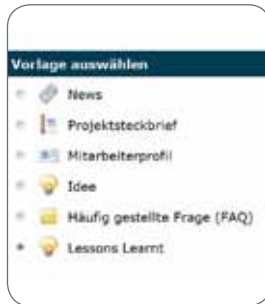 Vorlage auswählen
News
Projektsteckbrief
Mitarbeiterprofil
Idee
Häufig gestellte Frage (FAQ)
Lessons Learnt